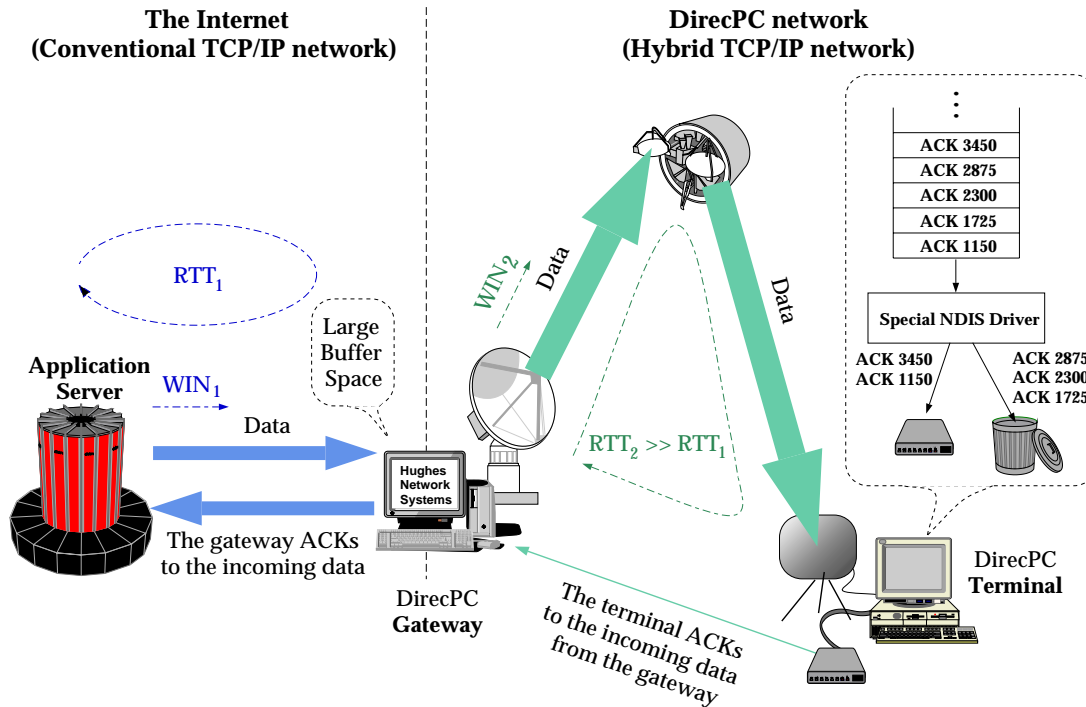 The Internet
(Conventional TCP/IP network)
DirecPC network
(Hybrid TCP/IP network)
ACK 3450
ACK 2875
ACK 2300
ACK 1725
ACK 1150
Special NDIS Driver
ACK 3450
ACK 1150
ACK 2875
ACK 2300
ACK 1725
RTT1
WIN2
Data
Data
Large
Buffer
Space
Application
Server
WIN1
Data
RTT2 >> RTT1
Hughes
Network
Systems
The gateway ACKs
to the incoming data
DirecPC
Gateway
The terminal ACKs
to the incoming data
from the gateway
DirecPC
Terminal